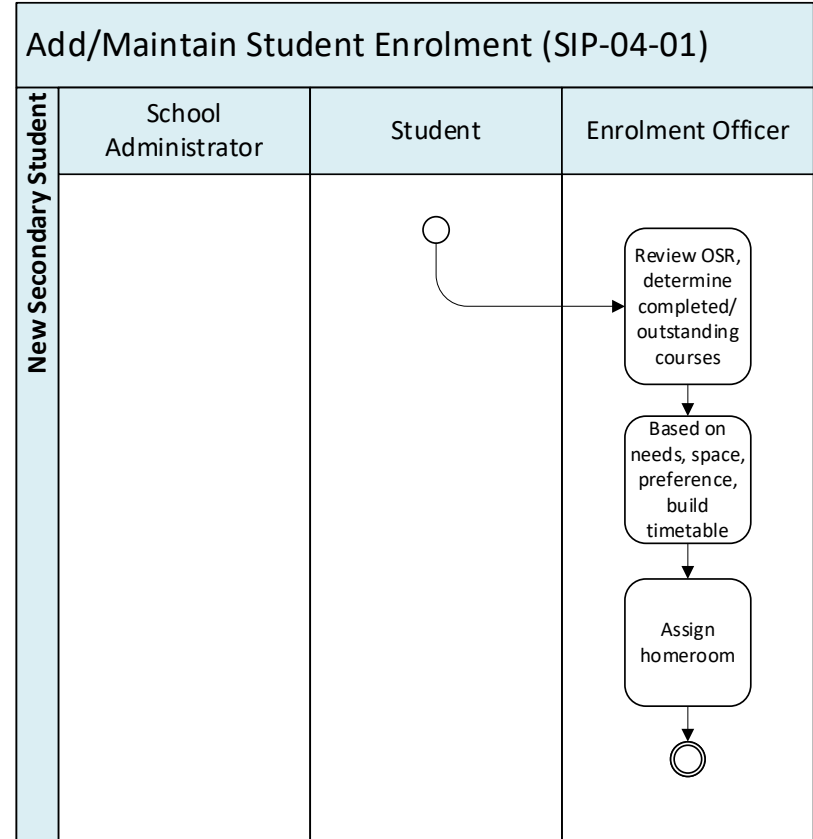 Add/Maintain Student Enrolment (SIP-04-01)
New Secondary Student
School
Administrator
Student
Enrolment Officer
Review OSR,
determine
completed/
outstanding
courses
Based on
needs, space,
preference,
build
timetable
Assign
homeroom